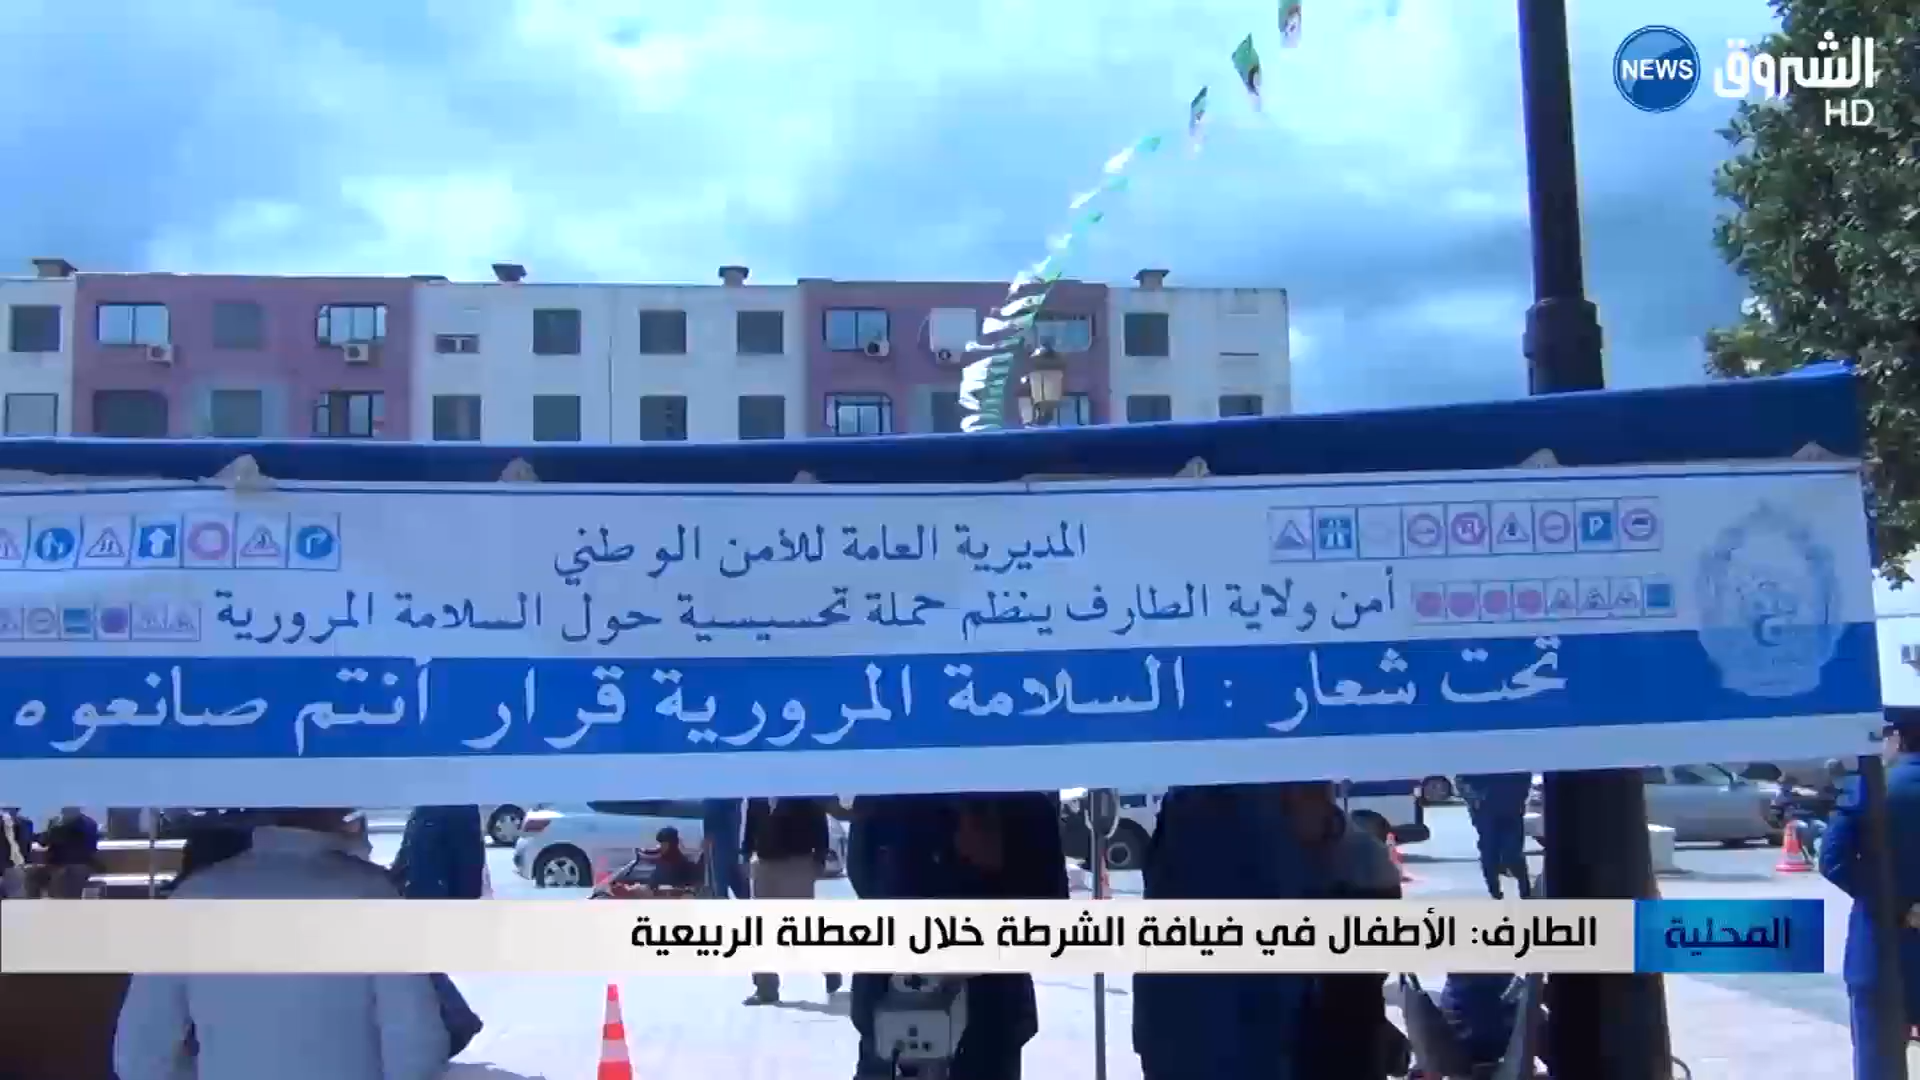 NEWS الشروق
HD
المديرية العامة للأمن الوطني
أمن ولاية الطارف ينظم حملة تحسيسية حول السلامة المرورية
تحت شعار : السلامة المرورية قرار أنتم صانعوه
المحلية
الطارف: الأطفال في ضيافة الشرطة خلال العطلة الربيعية